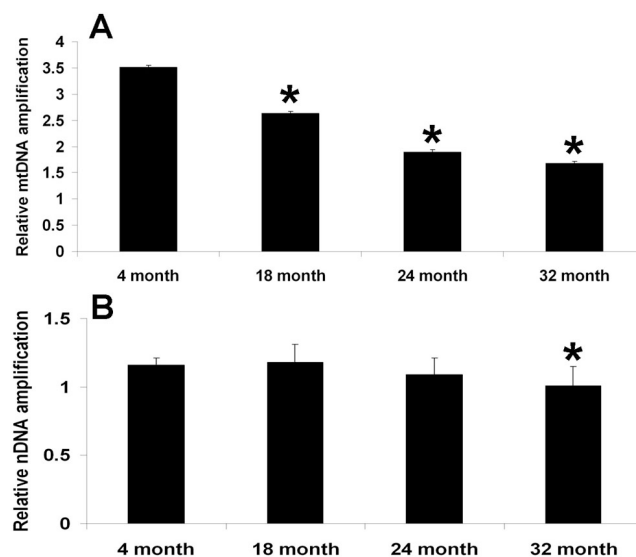 A
Relative mtDNA amplification
4
3.5
3
2.5
2
1.5
1
0.5
0
*
*
*
4 month 18 month 24 month 32 month
B
Relative nDNA amplification
1.5
1
0.5
0
*
4 month 18 month 24 month 32 month